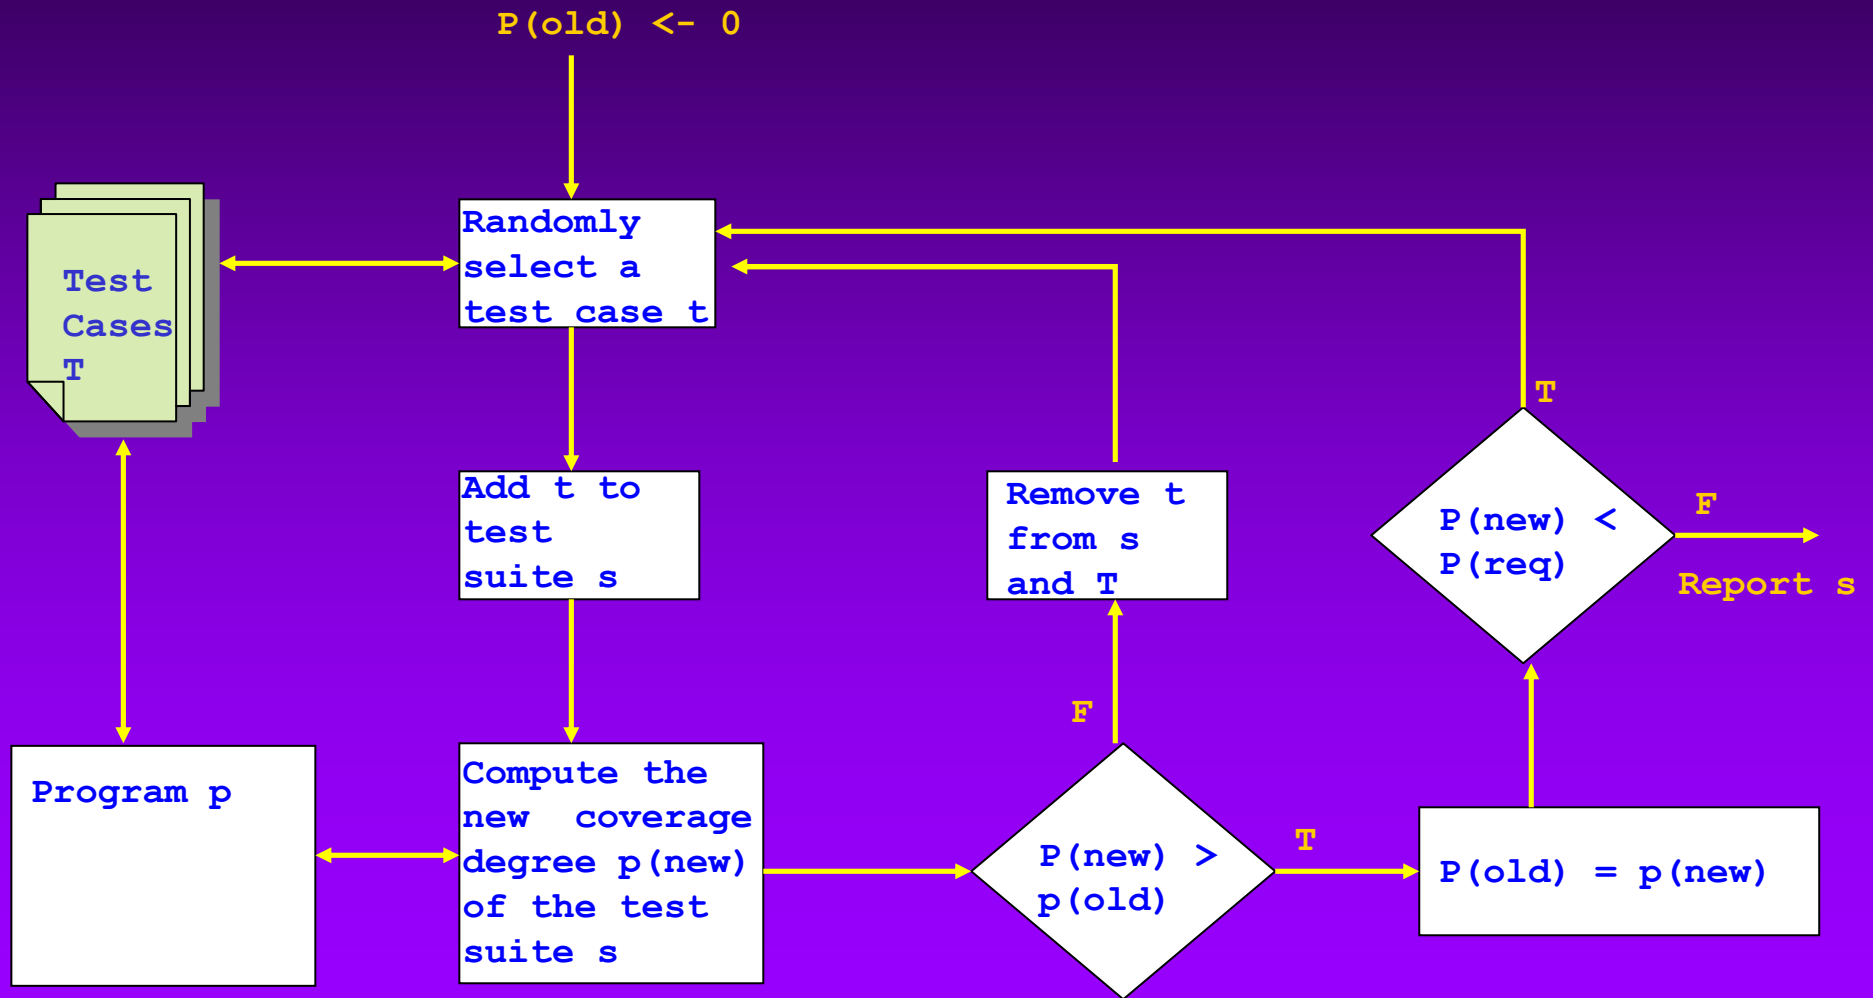 P(old) <- 0
Randomly
select a
test case t
Test
Cases
T
Add t to
test
suite s
Remove t
from s
and T
T
P(new) <
P(req)
F
Report s
Program p
Compute the
new coverage
degree p(new)
of the test
suite s
F
P(new) >
p(old)
T
P(old) = p(new)